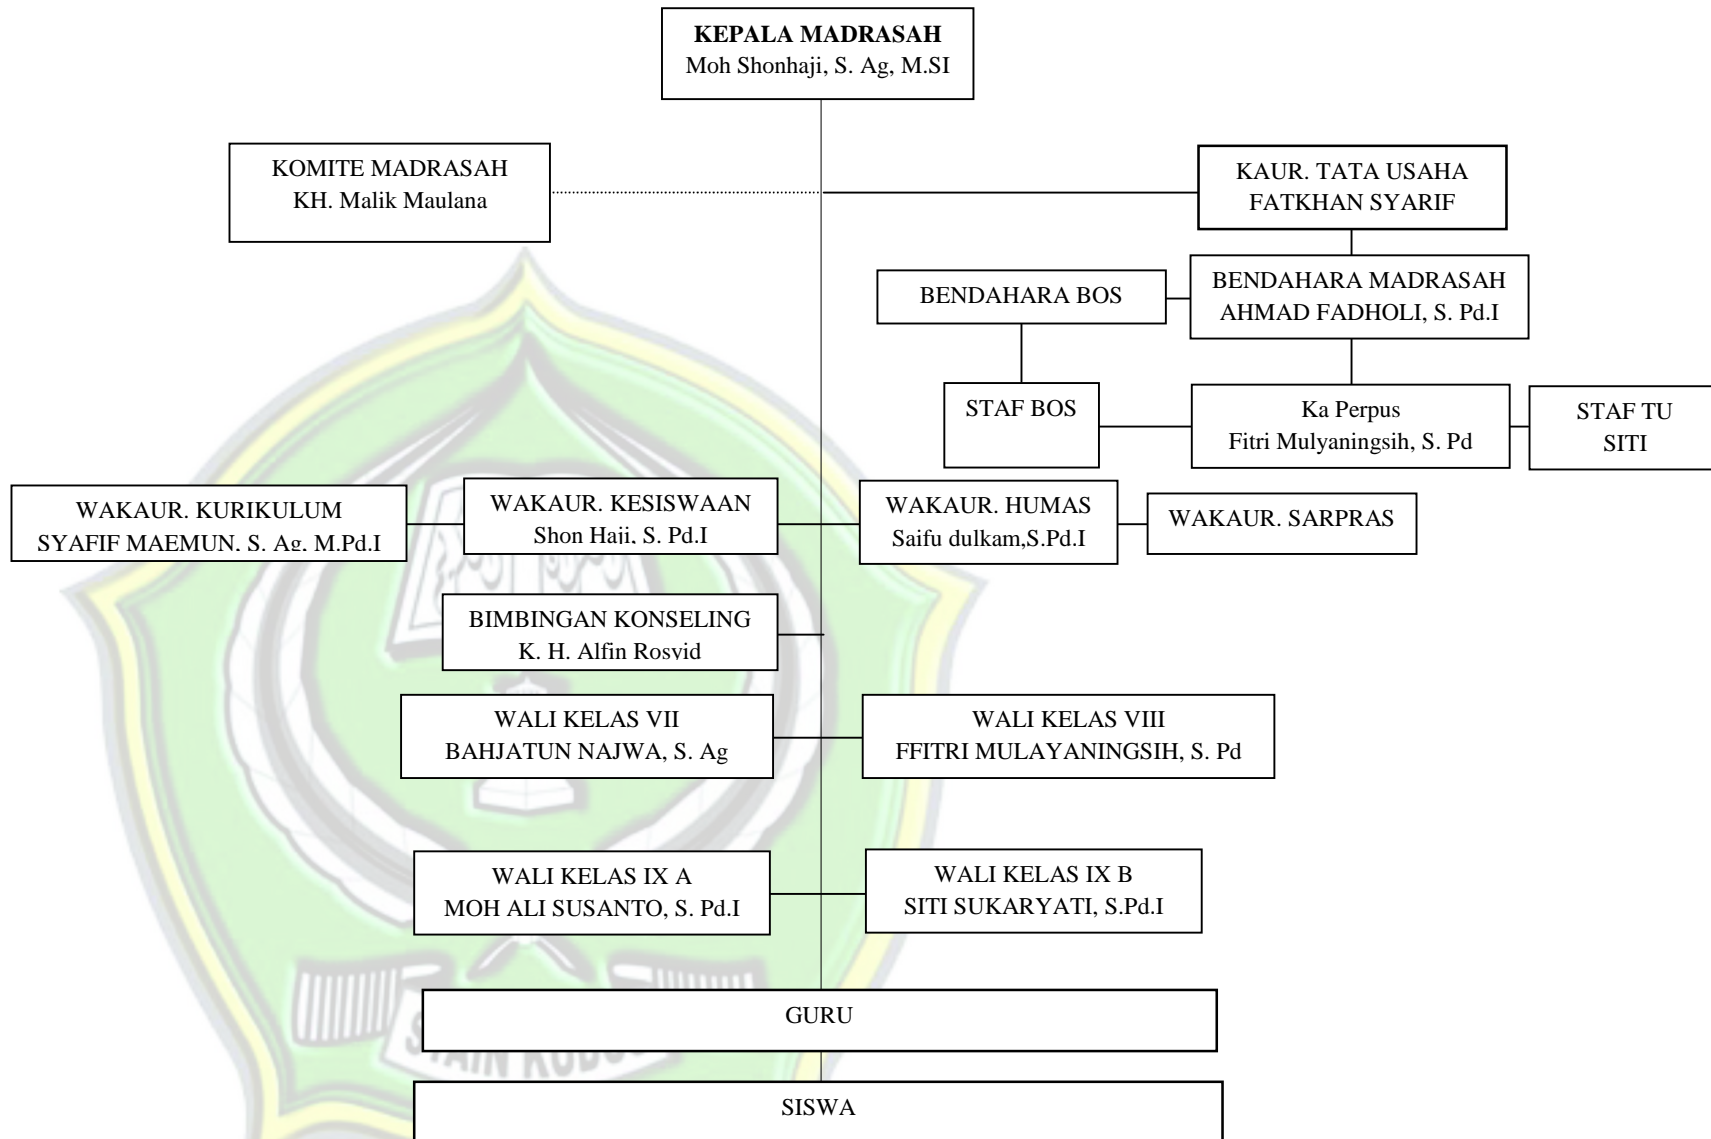 KEPALA MADRASAH
Moh Shonhaji, S. Ag, M.SI
KOMITE MADRASAH
KH. Malik Maulana
KAUR. TATA USAHA
FATKHAN SYARIF
BENDAHARA BOS
BENDAHARA MADRASAH
AHMAD FADHOLI, S. Pd.I
STAF BOS
Ka Perpus
Fitri Mulyaningsih, S. Pd
STAF TU
SITI
WAKAUR. KURIKULUM
SYAFIF MAEMUN. S. Ag. M.Pd.I
WAKAUR. KESISWAAN
Shon Haji, S. Pd.I
WAKAUR. HUMAS
Saifu dulkam,S.Pd.I
WAKAUR. SARPRAS
BIMBINGAN KONSELING
K. H. Alfin Rosyid
WALI KELAS VII
BAHJATUN NAJWA, S. Ag
WALI KELAS VIII
FFITRI MULAYANINGSIH, S. Pd
WALI KELAS IX A
MOH ALI SUSANTO, S. Pd.I
WALI KELAS IX B
SITI SUKARYATI, S.Pd.I
GURU
STAIN KUDUS
SISWA